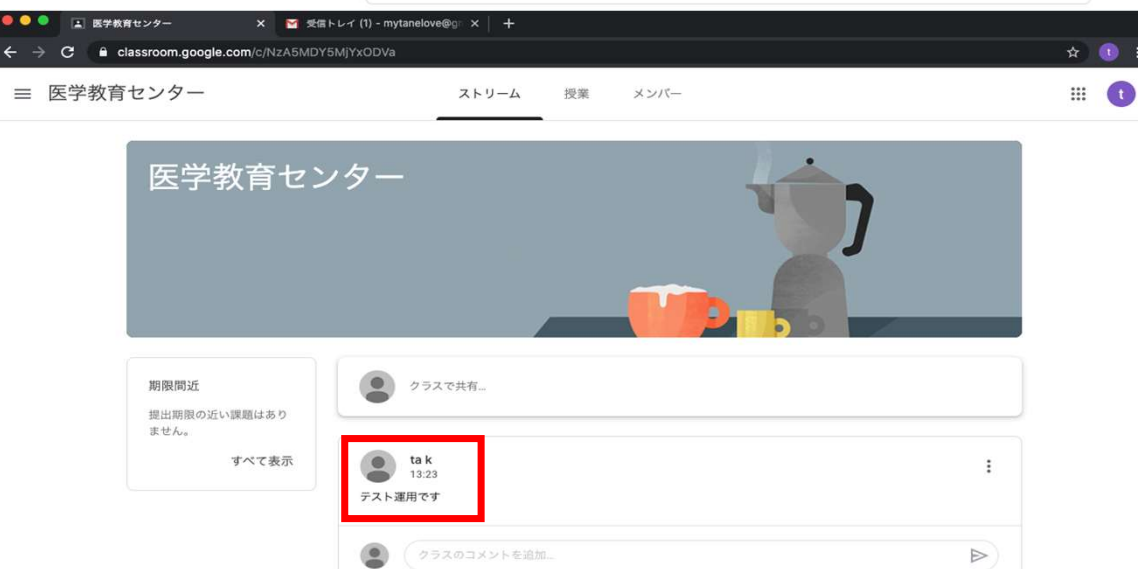 医学教育センター
受信トレイ (1) - mytanelove@g
classroom.google.com/c/NzA5MDY5MjYxODVa
t
医学教育センター
ストリーム
授業
メンバー
t
医学教育センター
期限間近
提出期限の近い課題はあり
ません。
すべて表示
クラスで共有...
ta k
13:23
テスト運用です
クラスのコメントを追加...